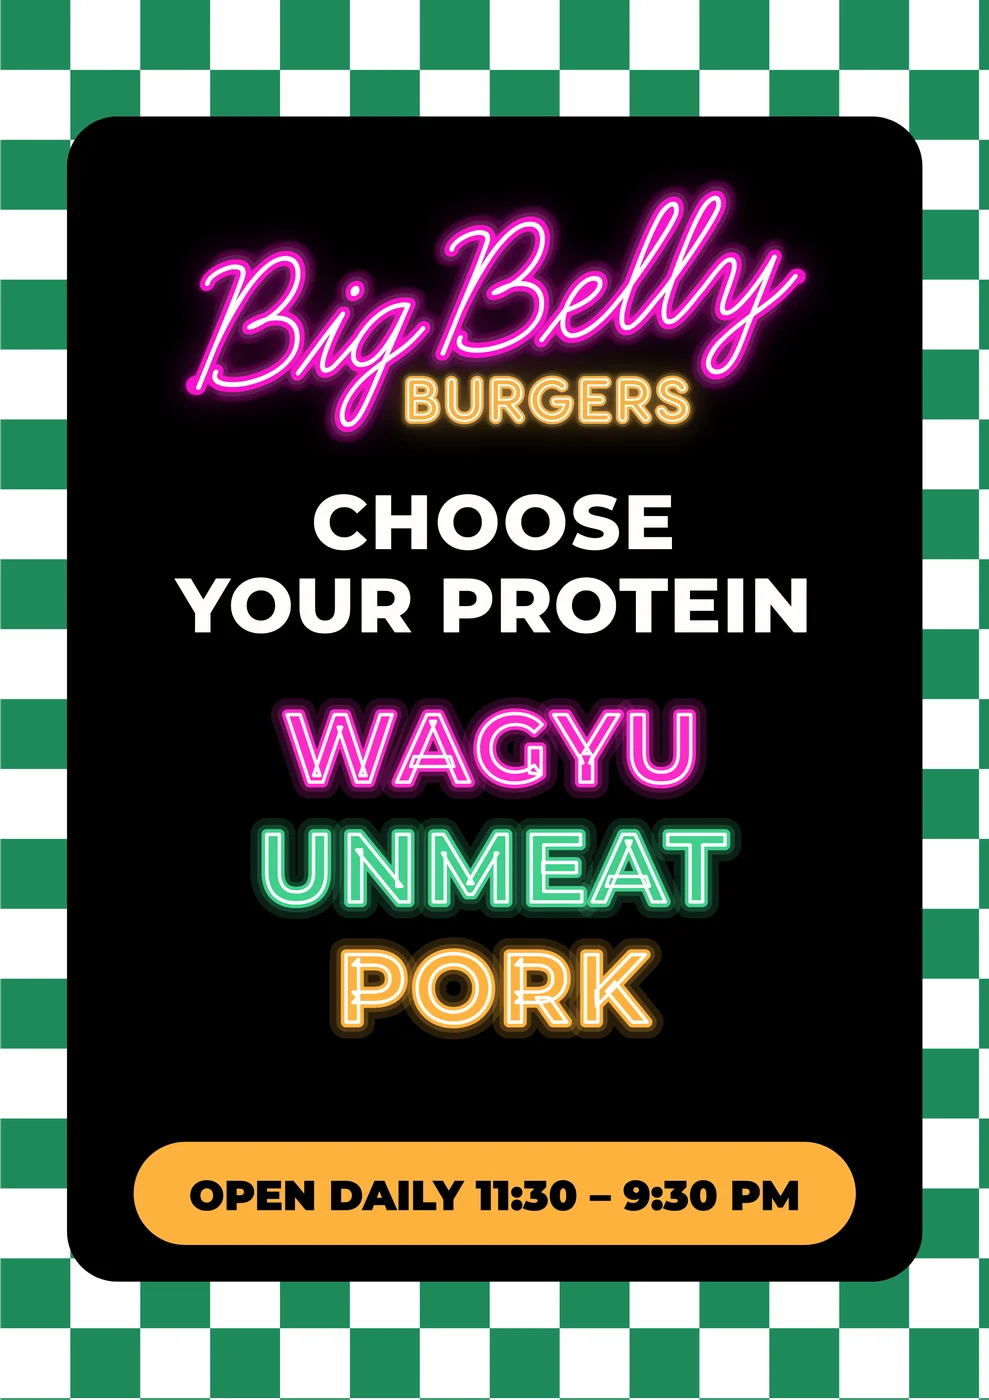 Big Belly
BURGERS
CHOOSE
YOUR PROTEIN
WAGYU
UNMEAT
PORK
OPEN DAILY 11:30 – 9:30 PM